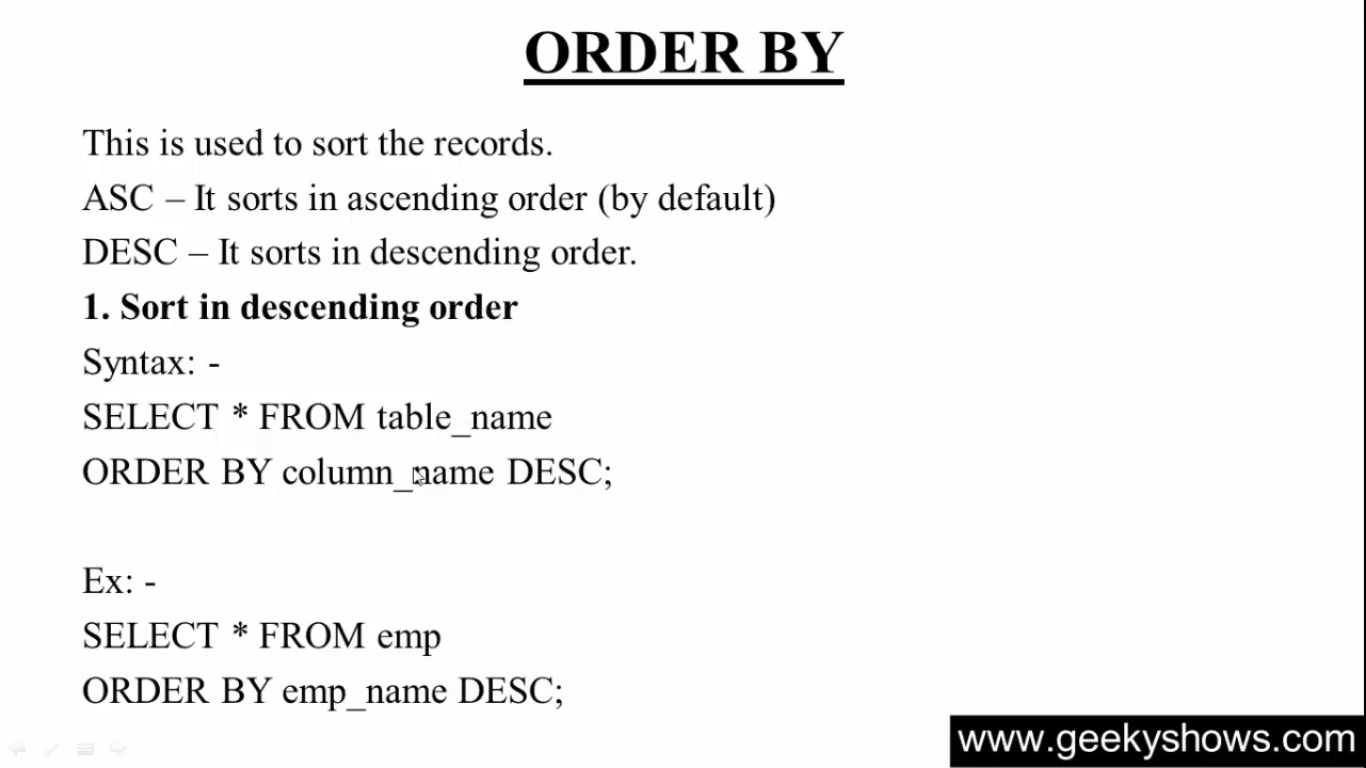 ORDER BY
This is used to sort the records.
ASC – It sorts in ascending order (by default)
DESC – It sorts in descending order.
1. Sort in descending order
Syntax: -
SELECT * FROM table_name
ORDER BY column_name DESC;
Ex: -
SELECT * FROM emp
ORDER BY emp_name DESC;
www.geekyshows.com